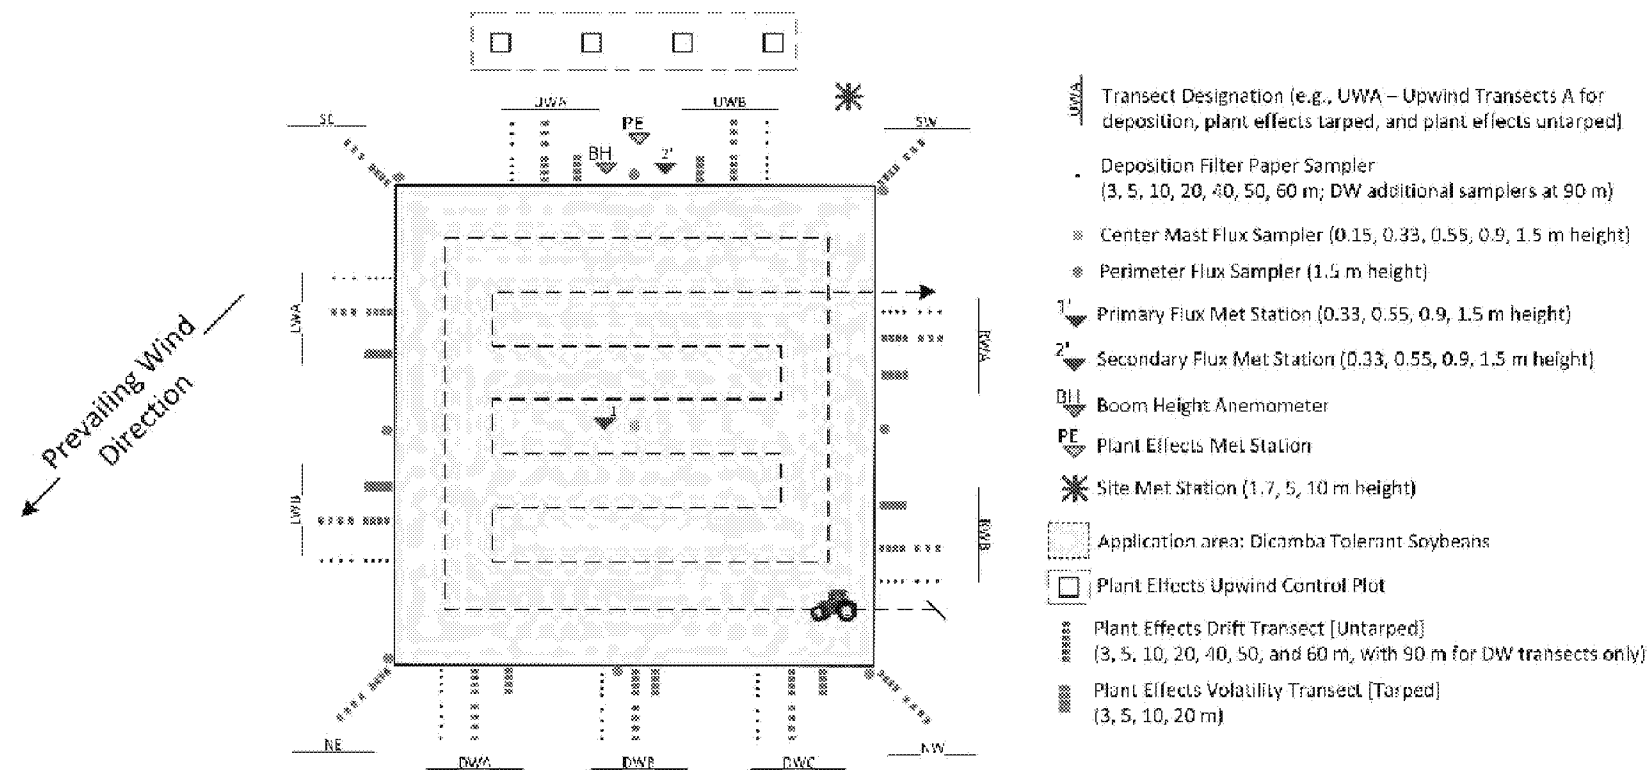 UWA
UWB
SE
SW
PE
BH
2'
LWA
RWA
1
Prevailing Wind
Direction
LWB
RWB
NE
NW
DWA
DWB
DWC
UWA
Transect Designation (e.g., UWA – Upwind Transects A for
deposition, plant effects tarped, and plant effects untarped)
Deposition Filter Paper Sampler
(3, 5, 10, 20, 40, 50, 60 m; DW additional samplers at 90 m)
Center Mast Flux Sampler (0.15, 0.33, 0.55, 0.9, 1.5 m height)
Perimeter Flux Sampler (1.5 m height)
1'
Primary Flux Met Station (0.33, 0.55, 0.9, 1.5 m height)
2'
Secondary Flux Met Station (0.33, 0.55, 0.9, 1.5 m height)
BH
Boom Height Anemometer
PE
Plant Effects Met Station
Site Met Station (1.7, 5, 10 m height)
Application area: Dicamba Tolerant Soybeans
Plant Effects Upwind Control Plot
Plant Effects Drift Transect [Untarped]
(3, 5, 10, 20, 40, 50, and 60 m, with 90 m for DW transects only)
Plant Effects Volatility Transect [Tarped]
(3, 5, 10, 20 m)